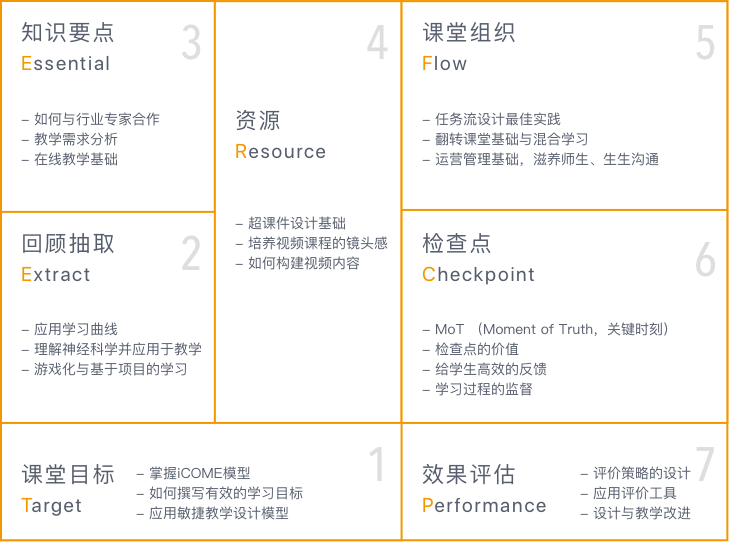 知识要点
3
Essential
- 如何与行业专家合作
- 教学需求分析
- 在线教学基础
4
资源
Resource
- 超课件设计基础
- 培养视频课程的镜头感
- 如何构建视频内容
课堂组织
5
Flow
- 任务流设计最佳实践
- 翻转课堂基础与混合学习
- 运营管理基础，滋养师生、生生沟通
回顾抽取
2
Extract
- 应用学习曲线
- 理解神经科学并应用于教学
- 游戏化与基于项目的学习
检查点
6
Checkpoint
- MoT （Moment of Truth，关键时刻）
- 检查点的价值
- 给学生高效的反馈
- 学习过程的监督
课堂目标
Target
1
- 掌握iCOME模型
- 如何撰写有效的学习目标
- 应用敏捷教学设计模型
效果评估
Performance
7
- 评价策略的设计
- 应用评价工具
- 设计与教学改进